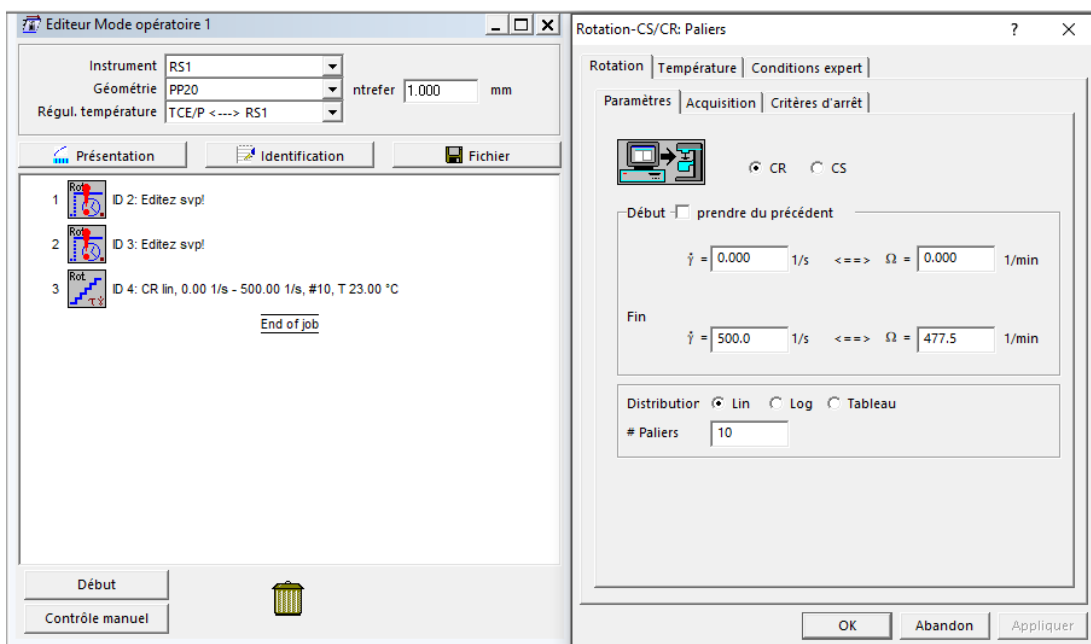 Editeur Mode opératoire 1
Instrument RS1
Géométrie PP20 ntrefer 1.000 mm
Régul. température TCE/P <---> RS1
Présentation Identification Fichier
1 Rot ID 2: Editez svp!
2 Rot ID 3: Editez svp!
3 Rot τγ̇ ID 4: CR lin, 0.00 1/s - 500.00 1/s, #10, T 23.00 °C
End of job
Début
Contrôle manuel
Rotation-CS/CR: Paliers ?
Rotation Température Conditions expert
Paramètres Acquisition Critères d'arrêt
CR CS
Début prendre du précédent
γ̇ = 0.000 1/s <==> Ω = 0.000 1/min
Fin
γ̇ = 500.0 1/s <==> Ω = 477.5 1/min
Distribution Lin Log Tableau
# Paliers 10
OK Abandon Appliquer